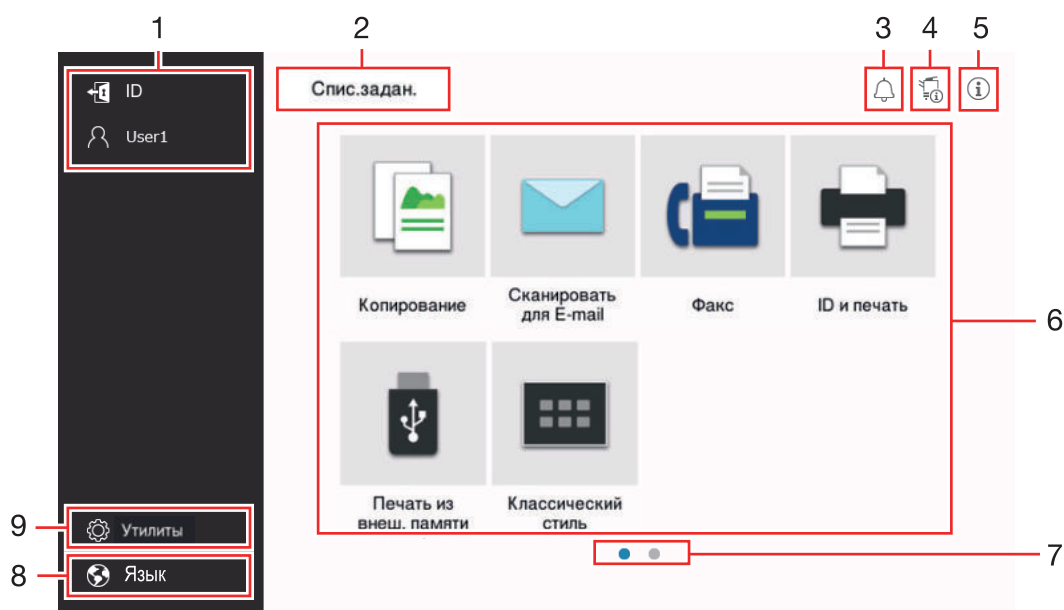 1
2
3
4
5
ID
User1
Спис.задан.
Копирование
Сканировать
для E-mail
Факс
ID и печать
6
Печать из
внеш. памяти
Классический
стиль
7
9
Утилиты
8
Язык